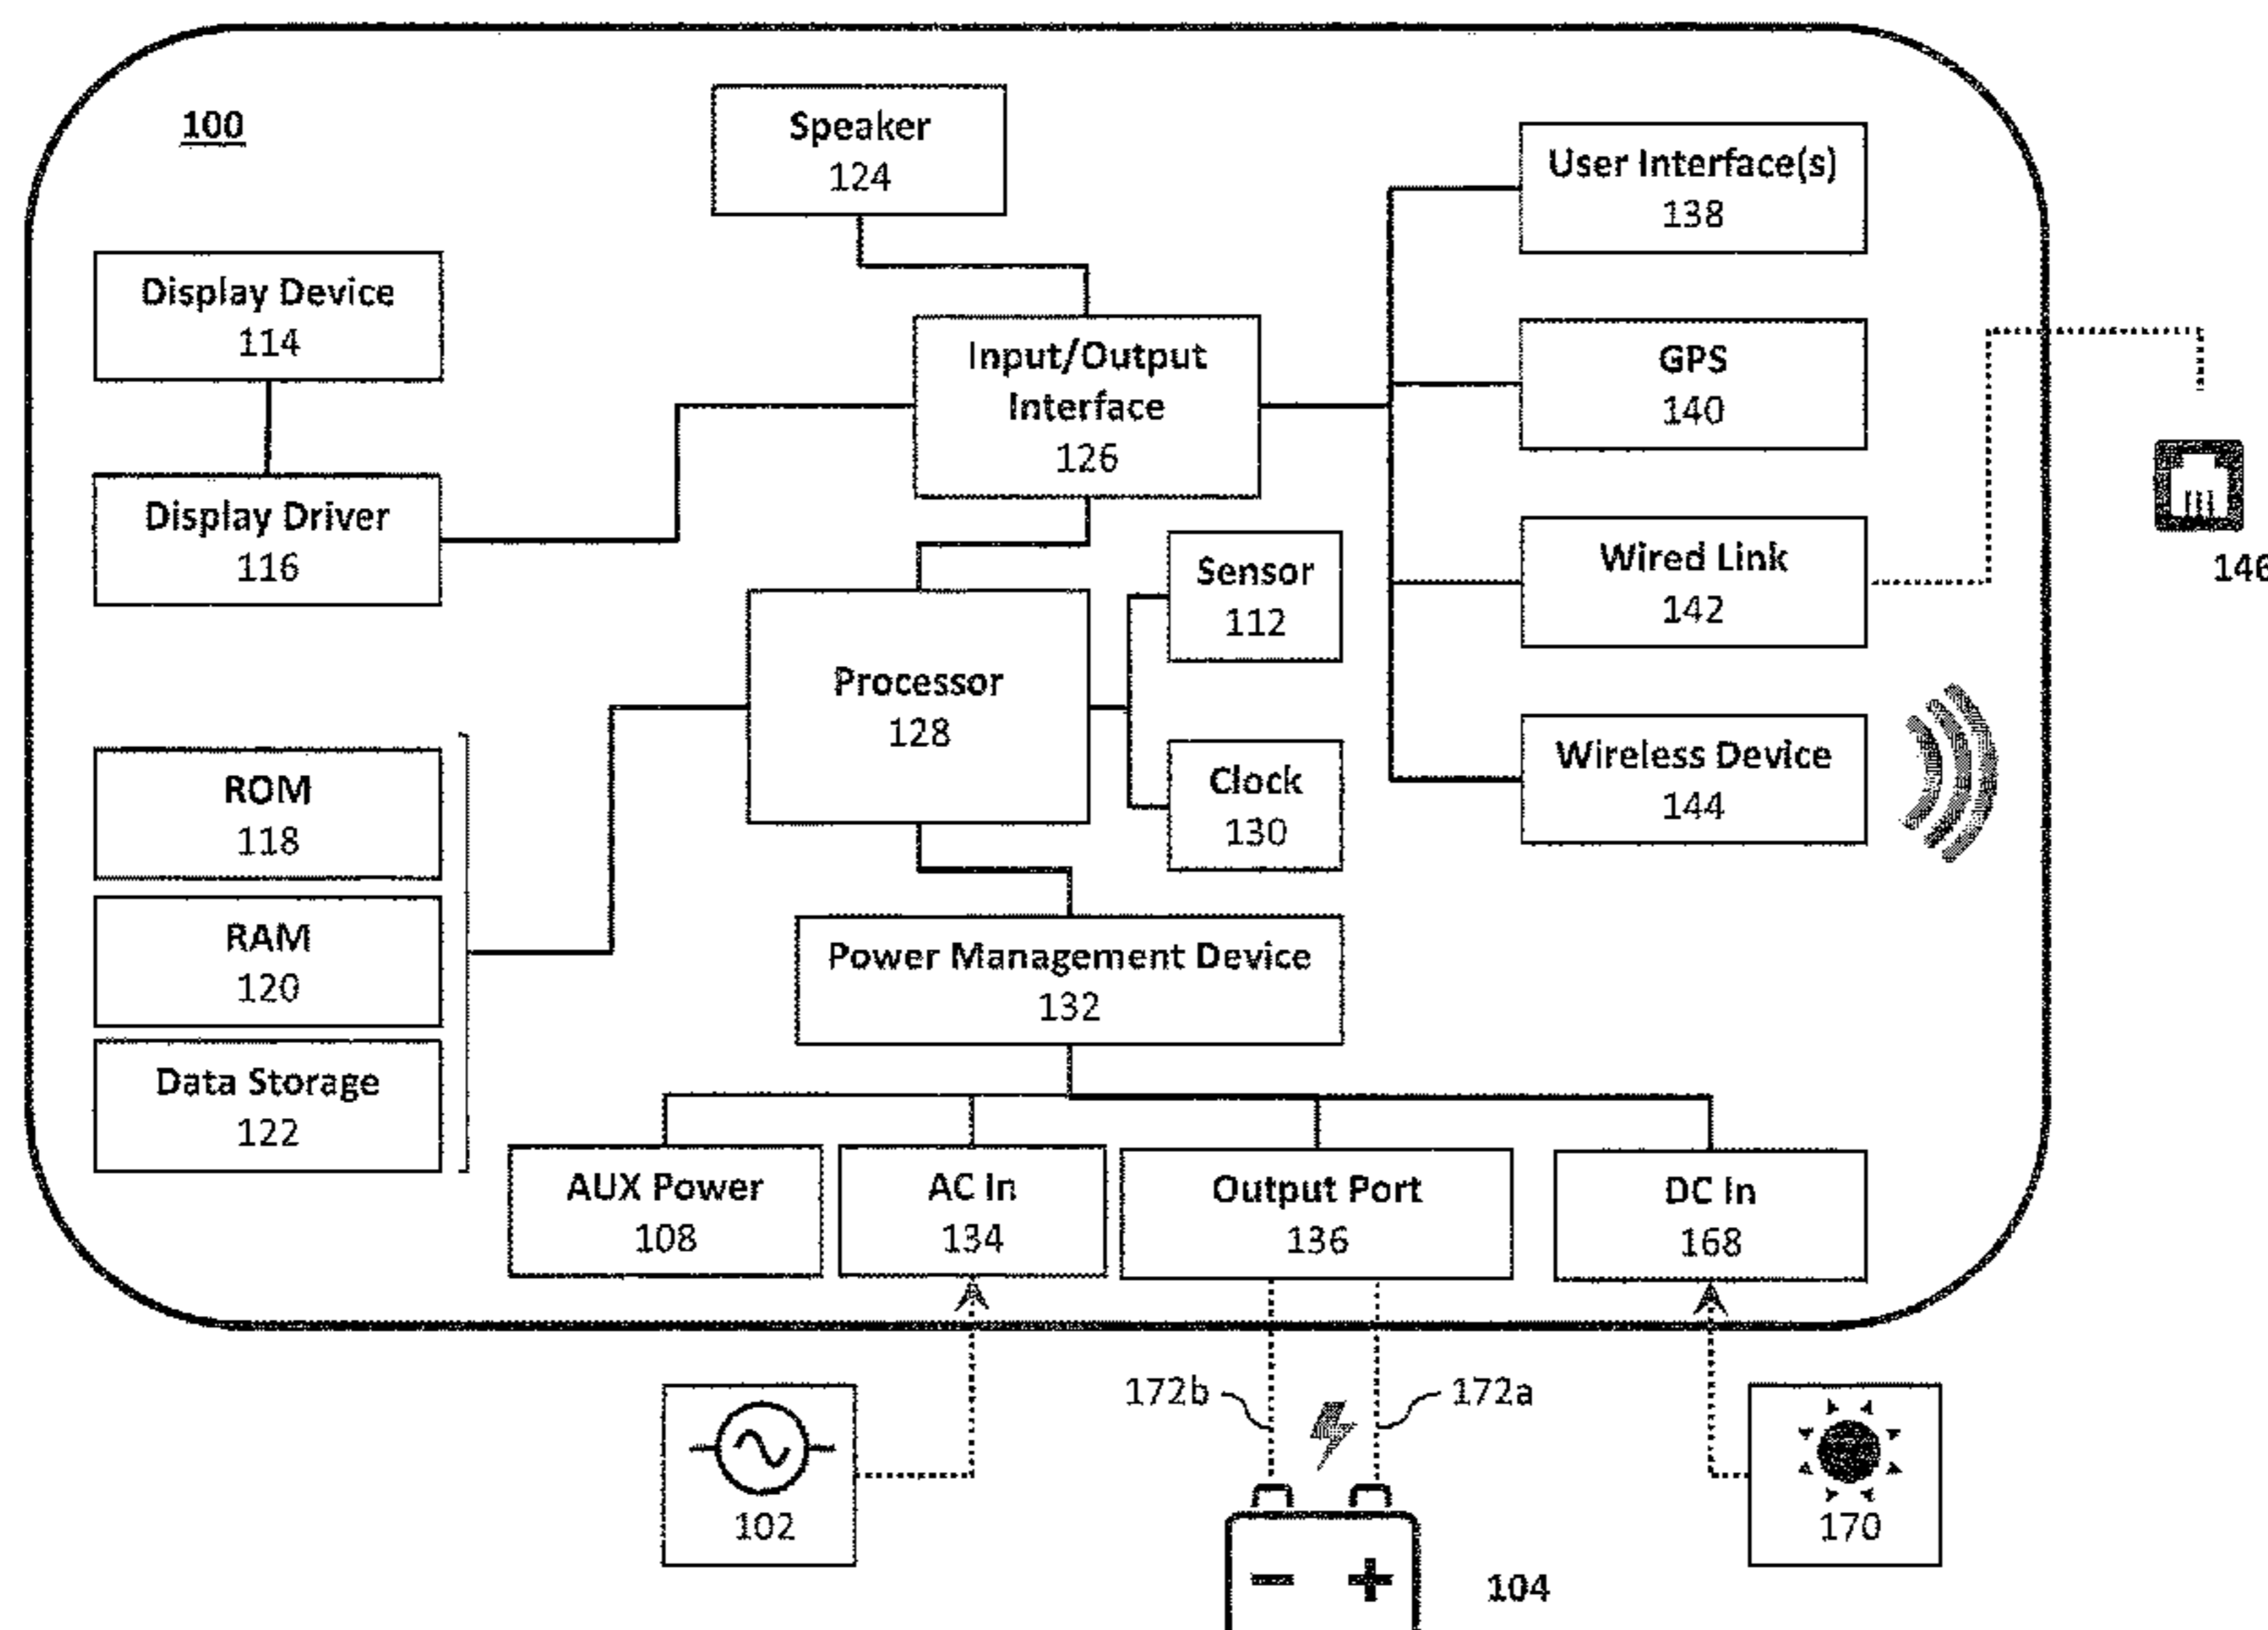 100
Speaker
124
User Interface(s)
138
Display Device
114
Input/Output
Interface
126
GPS
140
Display Driver
116
Sensor
112
Wired Link
142
146
Processor
128
Clock
130
Wireless Device
144
ROM
118
RAM
120
Data Storage
122
Power Management Device
132
AUX Power
108
AC In
134
Output Port
136
DC In
168
172b
172a
102
170
- +
104